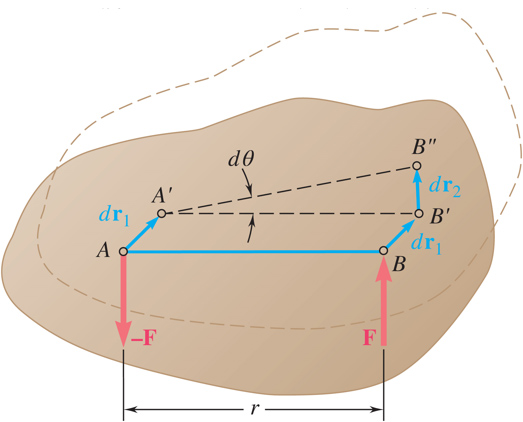 B″
dθ
dr₂
A′
dr₁
B′
A
dr₁
B
–F
F
r